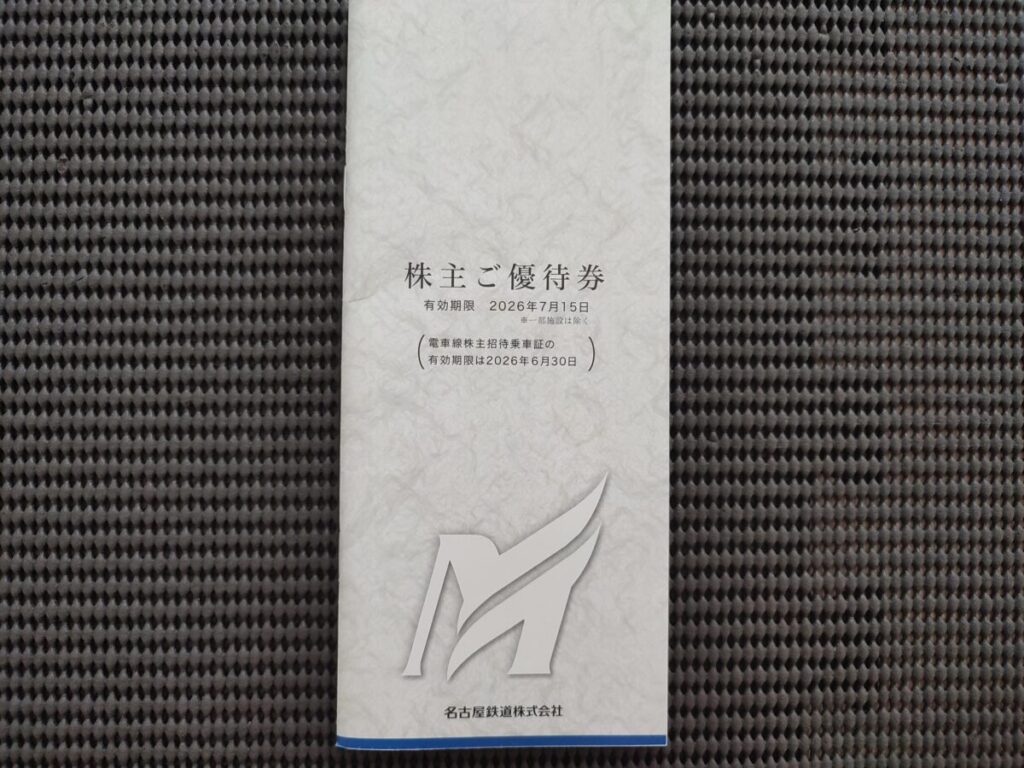 株主ご優待券
有効期限 2026年7月15日
※一部施設は除く
(電車線株主招待乗車証の
有効期限は2026年6月30日)
名古屋鉄道株式会社